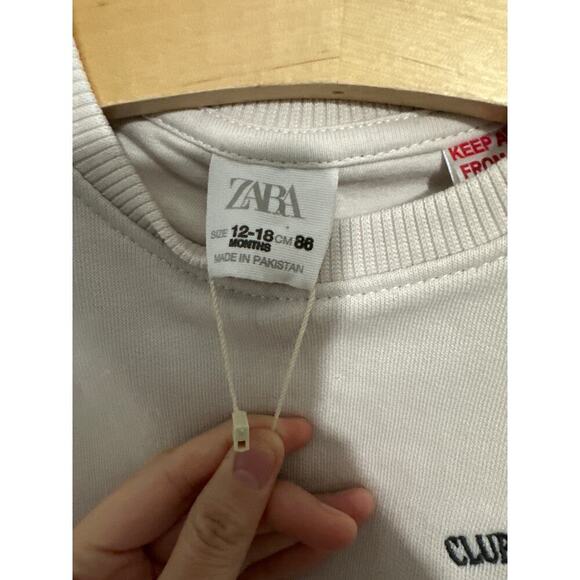 ZARA
SIZE 12-18 CM 86
MONTHS
MADE IN PAKISTAN
KEEP A
FROM
CLUB